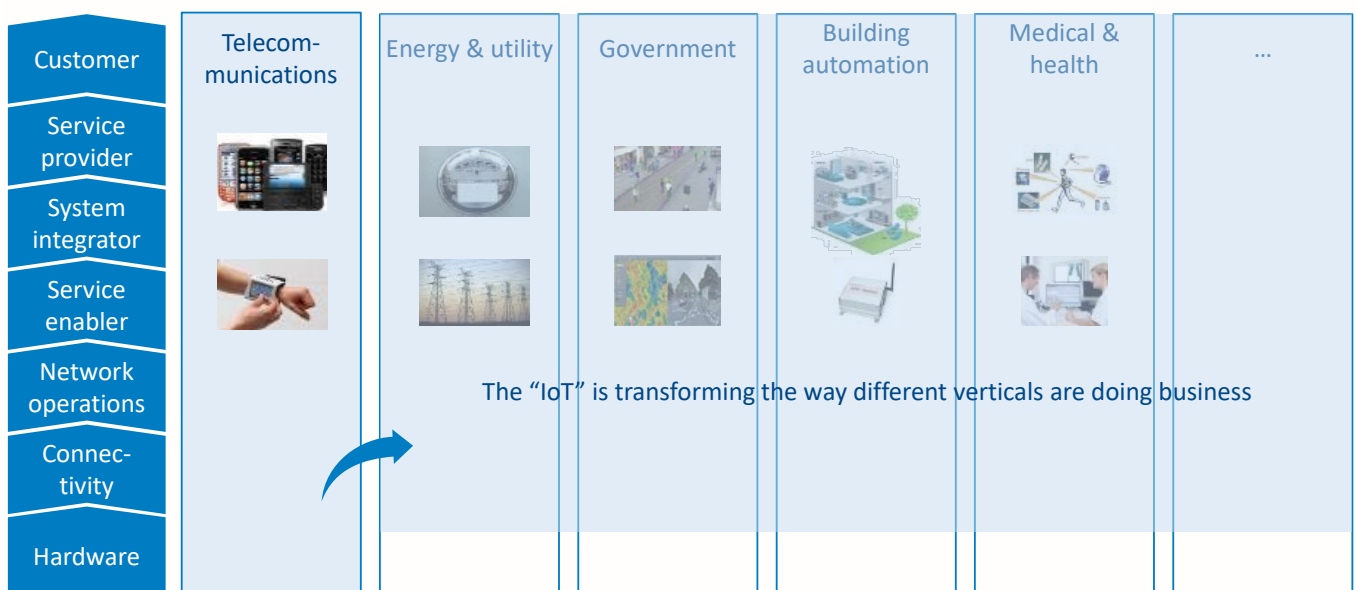 Customer
Service
provider
System
integrator
Service
enabler
Network
operations
Connec-
tivity
Hardware
Telecom-
munications
Energy & utility
Government
Building
automation
Medical &
health
...
The “IoT” is transforming the way different verticals are doing business